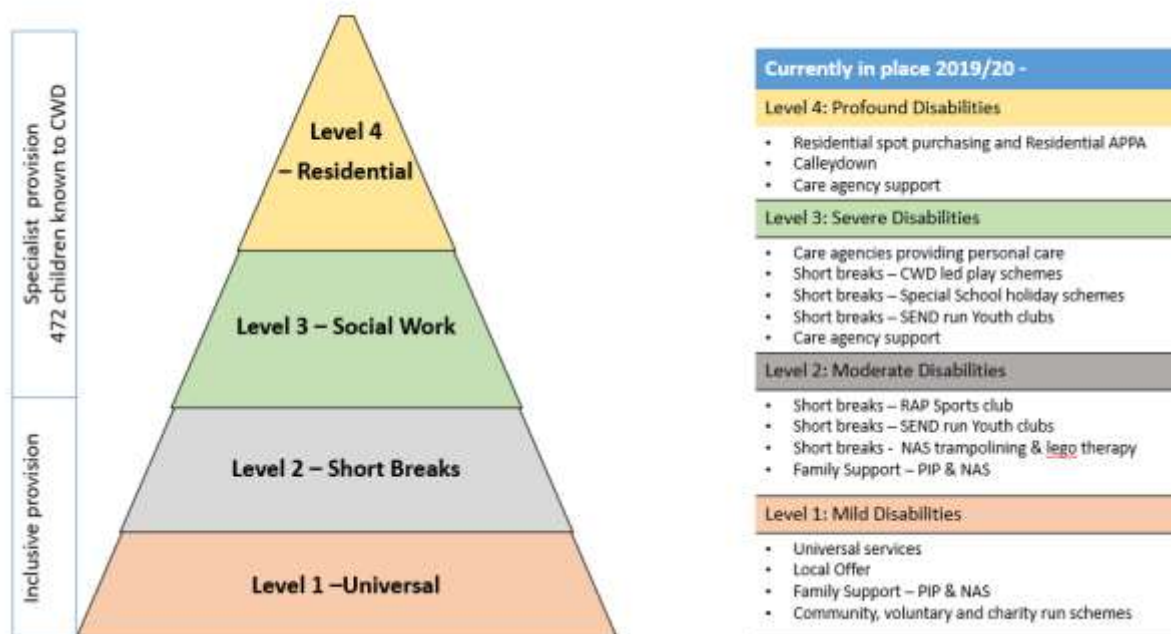 Specialist provision
472 children known to CWD
Inclusive provision
Level 4
– Residential
Level 3 – Social Work
Level 2 – Short Breaks
Level 1 –Universal
Currently in place 2019/20 -
Level 4: Profound Disabilities
• Residential spot purchasing and Residential APPA
• Calleydown
• Care agency support
Level 3: Severe Disabilities
• Care agencies providing personal care
• Short breaks – CWD led play schemes
• Short breaks – Special School holiday schemes
• Short breaks – SEND run Youth clubs
• Care agency support
Level 2: Moderate Disabilities
• Short breaks – RAP Sports club
• Short breaks – SEND run Youth clubs
• Short breaks - NAS trampolining & lego therapy
• Family Support – PIP & NAS
Level 1: Mild Disabilities
• Universal services
• Local Offer
• Family Support – PIP & NAS
• Community, voluntary and charity run schemes